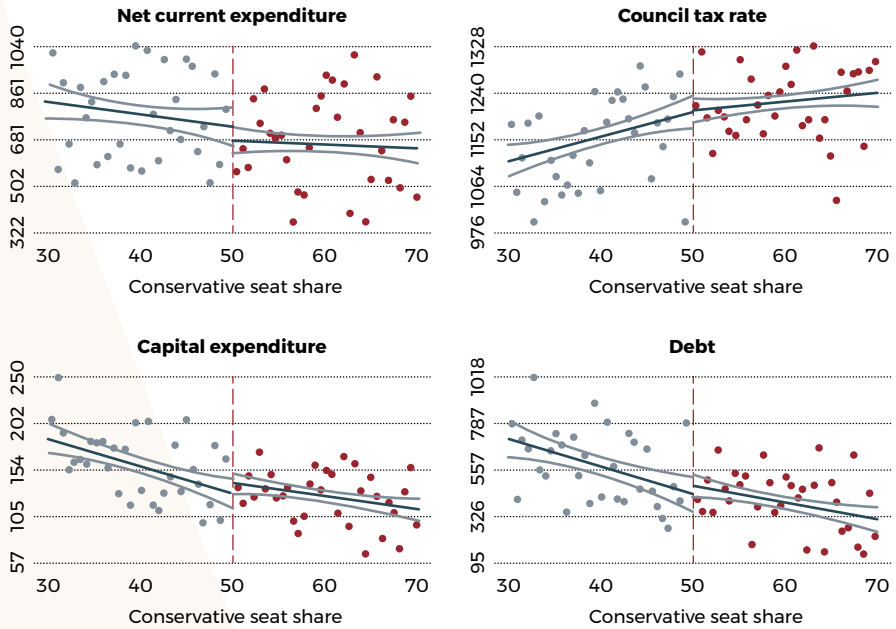 Net current expenditure
1040
861
681
502
322
30 40 50 60 70
Conservative seat share
Council tax rate
1328
1240
1152
1064
976
30 40 50 60 70
Conservative seat share
Capital expenditure
250
202
154
105
57
30 40 50 60 70
Conservative seat share
Debt
1018
787
557
326
95
30 40 50 60 70
Conservative seat share